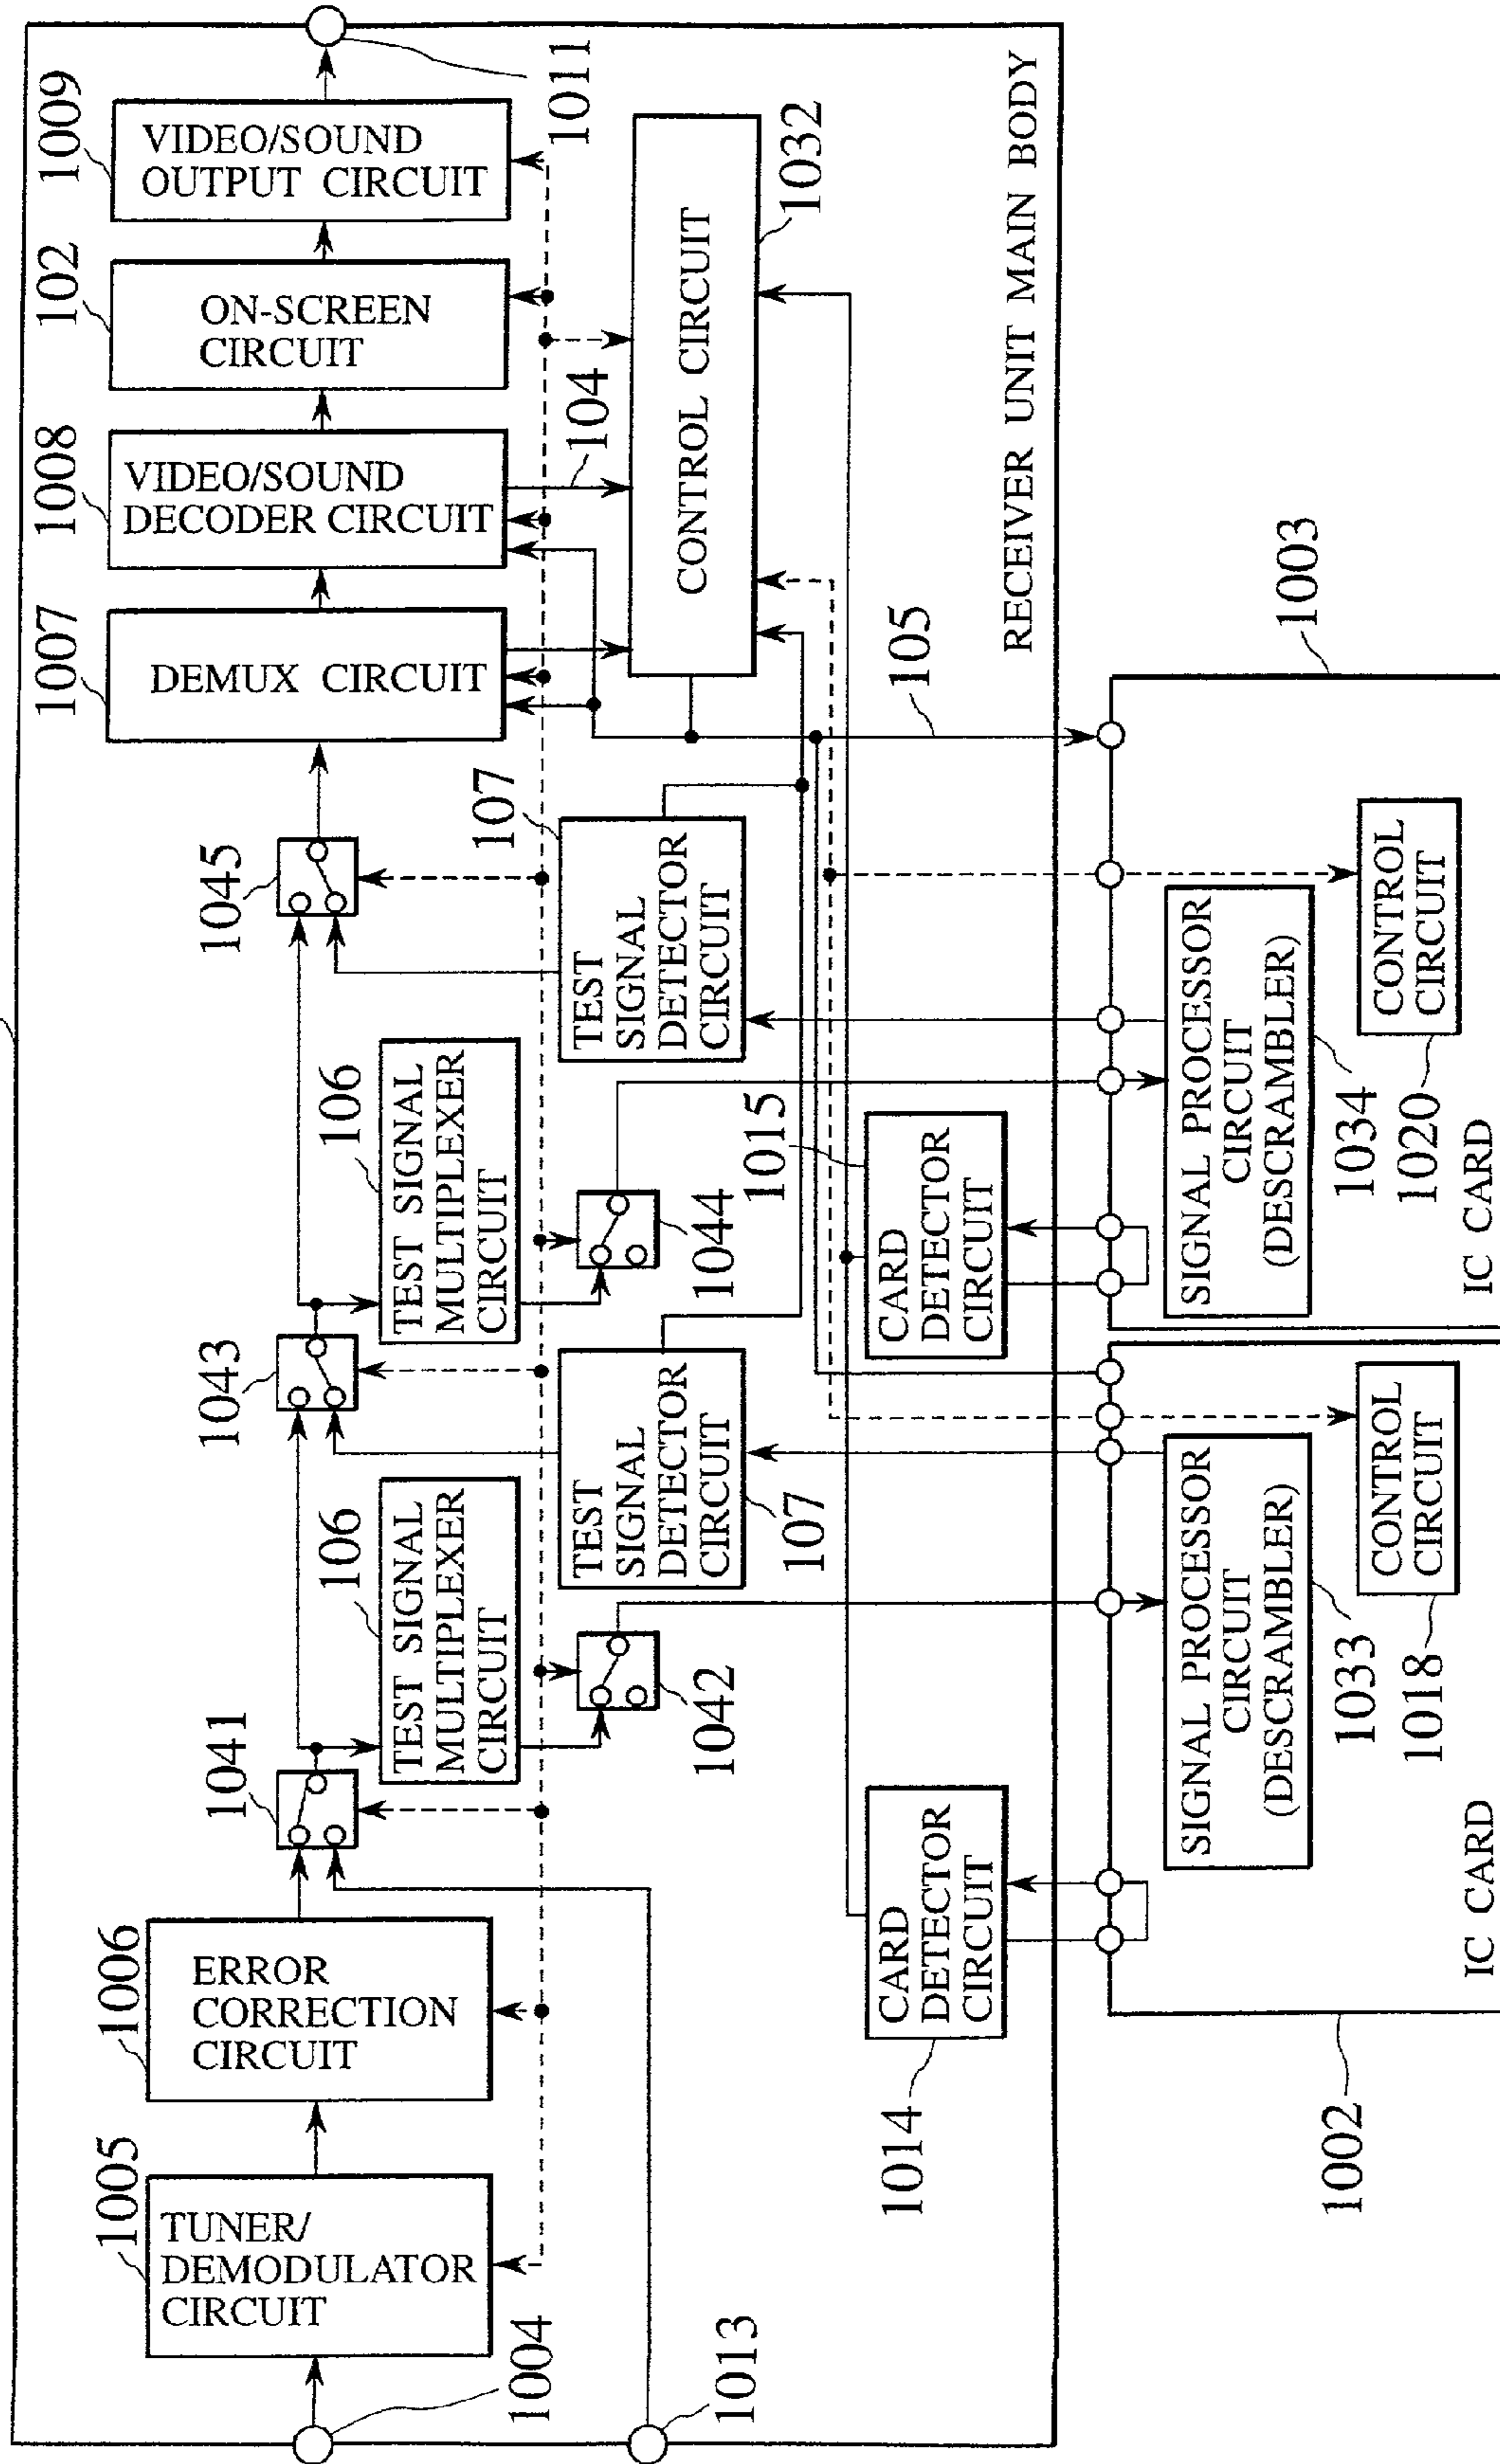 1005
TUNER/
DEMODULATOR
CIRCUIT
1006
ERROR
CORRECTION
CIRCUIT
1004
1013
1041
106
TEST SIGNAL
MULTIPLEXER
CIRCUIT
1042
1043
106
TEST SIGNAL
MULTIPLEXER
CIRCUIT
1044
1045
TEST
SIGNAL
DETECTOR
CIRCUIT
107
107
TEST
SIGNAL
DETECTOR
CIRCUIT
1007
DEMUX CIRCUIT
1008
VIDEO/SOUND
DECODER CIRCUIT
102
ON-SCREEN
CIRCUIT
1009
VIDEO/SOUND
OUTPUT CIRCUIT
1011
104
CONTROL CIRCUIT
1032
105
RECEIVER UNIT MAIN BODY
1014
CARD
DETECTOR
CIRCUIT
1015
CARD
DETECTOR
CIRCUIT
1002
SIGNAL PROCESSOR
CIRCUIT
(DESCRAMBLER)
1033
CONTROL
CIRCUIT
1018
IC CARD
1003
SIGNAL PROCESSOR
CIRCUIT
(DESCRAMBLER)
1034
CONTROL
CIRCUIT
1020
IC CARD